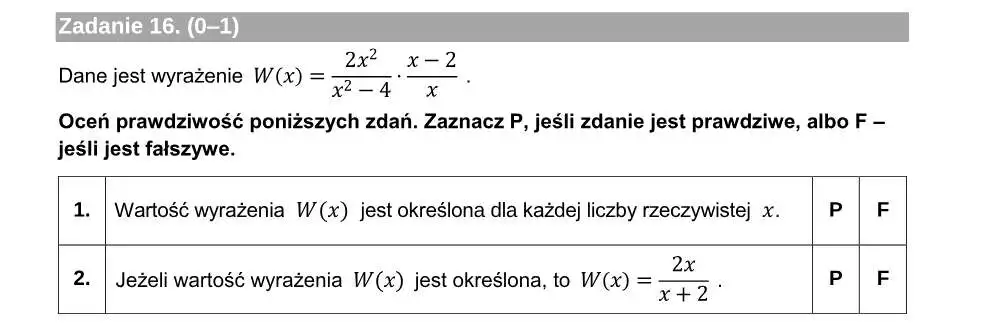 Zadanie 16. (0–1)
Dane jest wyrażenie W(x) = 2x²/(x² − 4) · (x − 2)/x .
Oceń prawdziwość poniższych zdań. Zaznacz P, jeśli zdanie jest prawdziwe, albo F –
jeśli jest fałszywe.
1. Wartość wyrażenia W(x) jest określona dla każdej liczby rzeczywistej x. P F
2. Jeżeli wartość wyrażenia W(x) jest określona, to W(x) = 2x/(x + 2) . P F